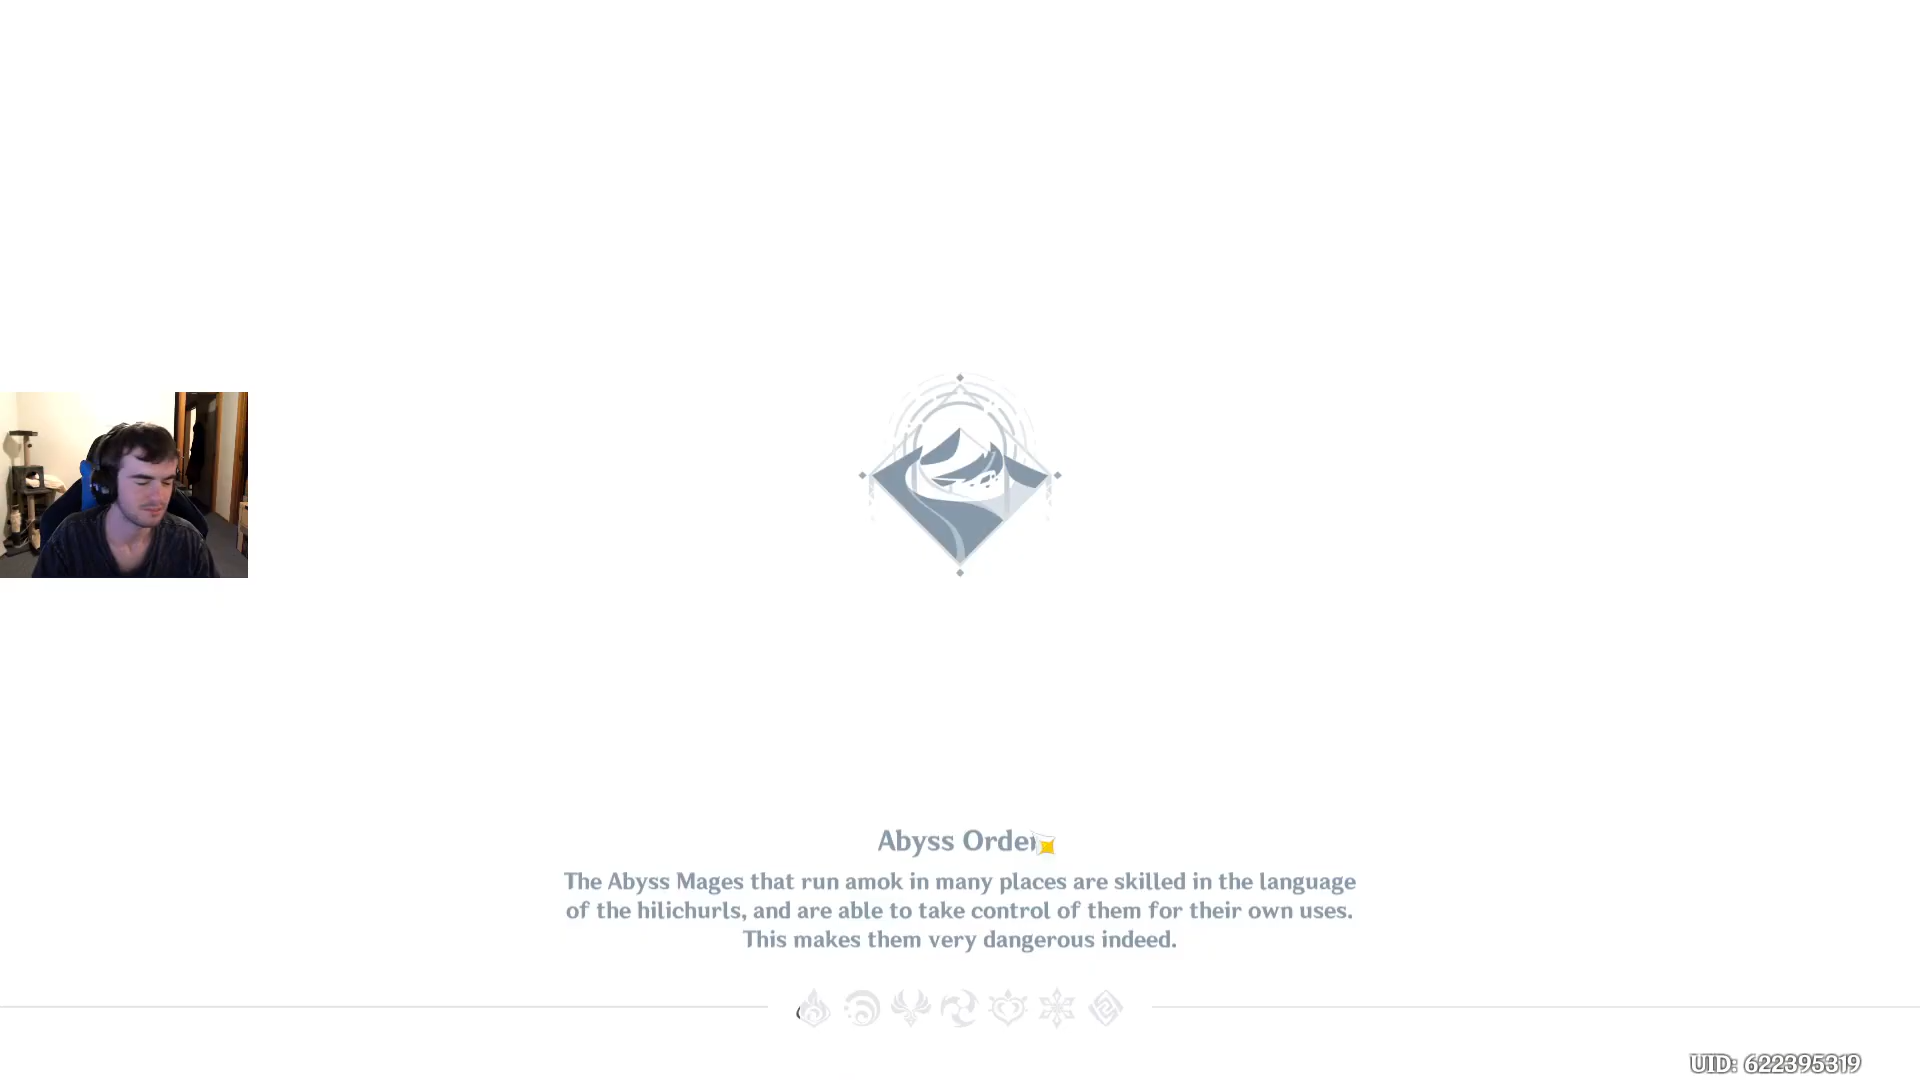 Abyss Order
The Abyss Mages that run amok in many places are skilled in the language
of the hilichurls, and are able to take control of them for their own uses.
This makes them very dangerous indeed.
UID: 622395319